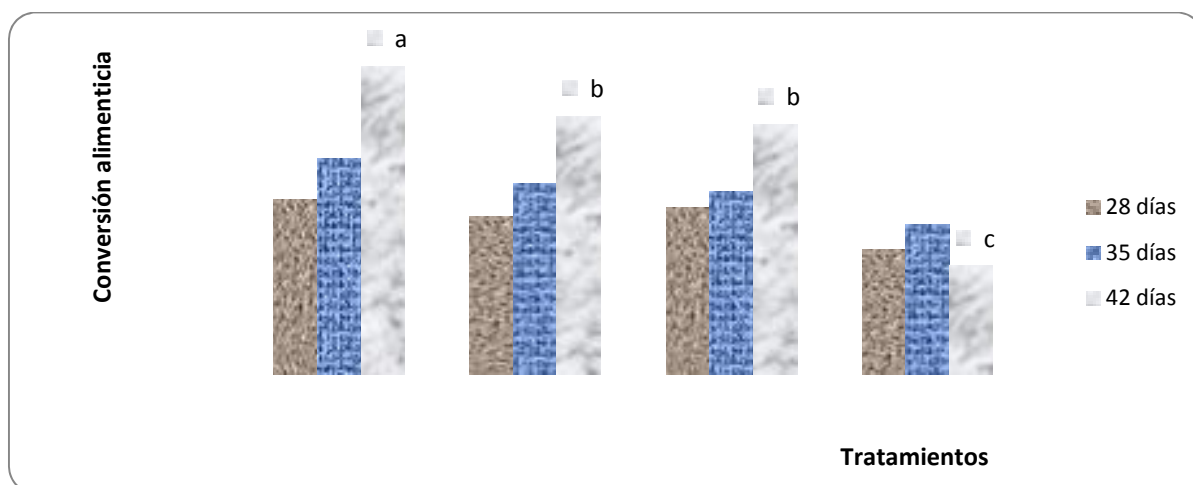 a
b
b
c
Conversión alimenticia
28 días
35 días
42 días
Tratamientos